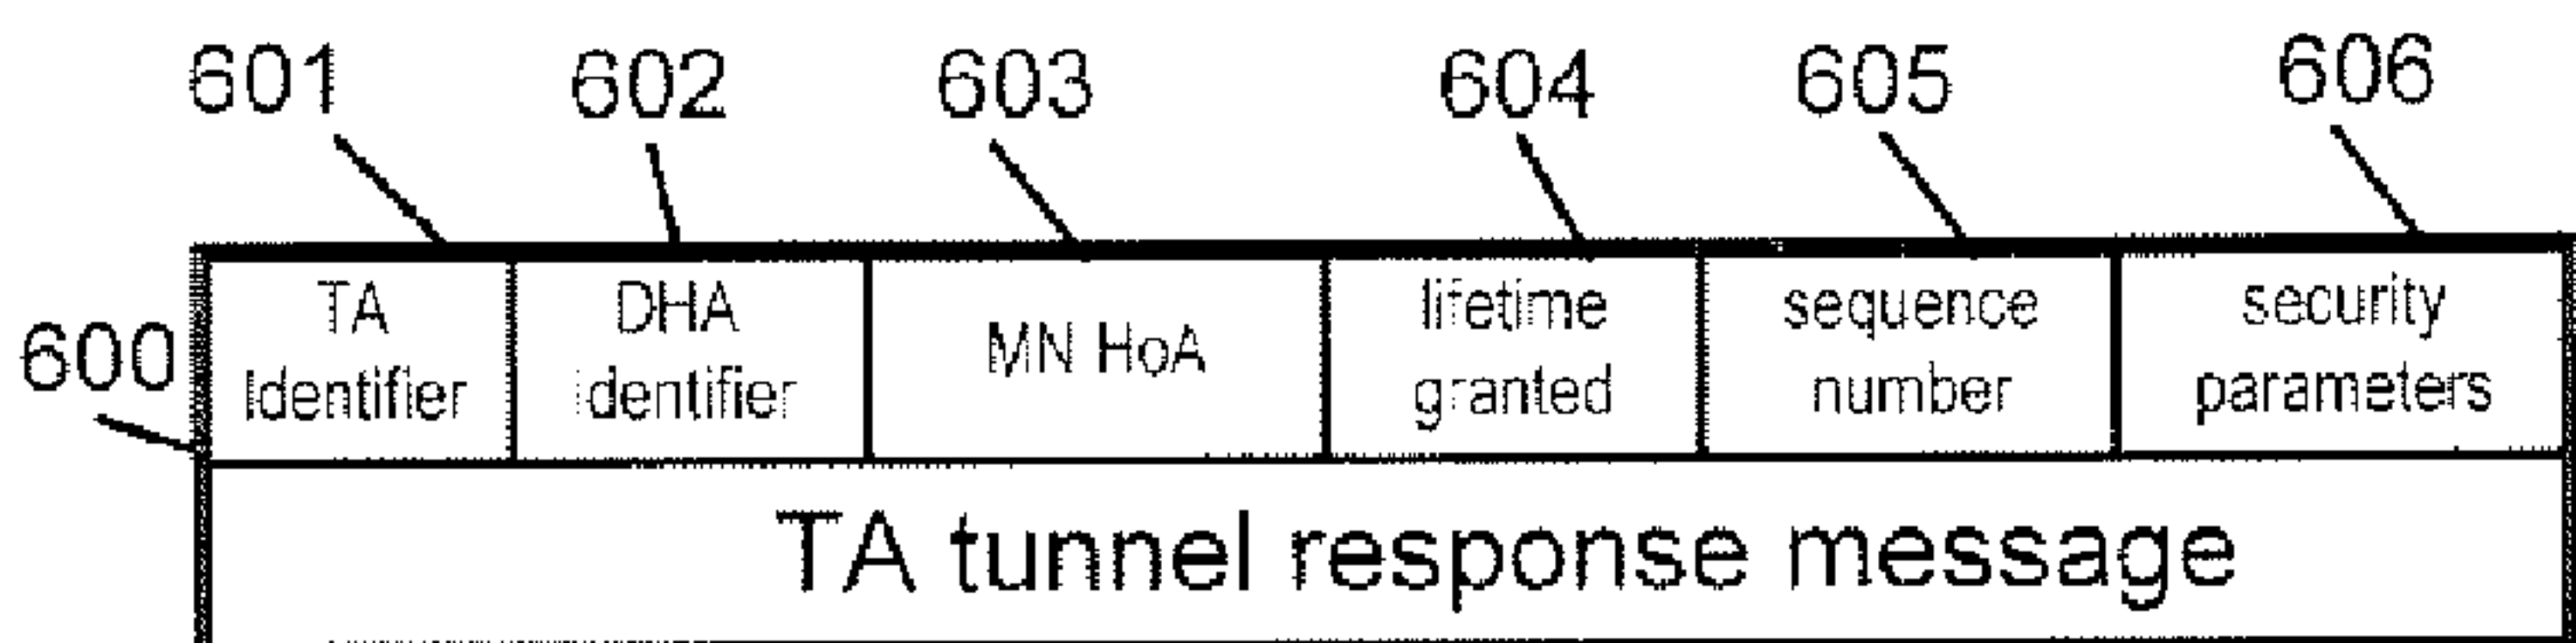 601 602 603 604 605 606
600
TA DHA MN HoA lifetime sequence security
Identifier identifier granted number parameters
TA tunnel response message